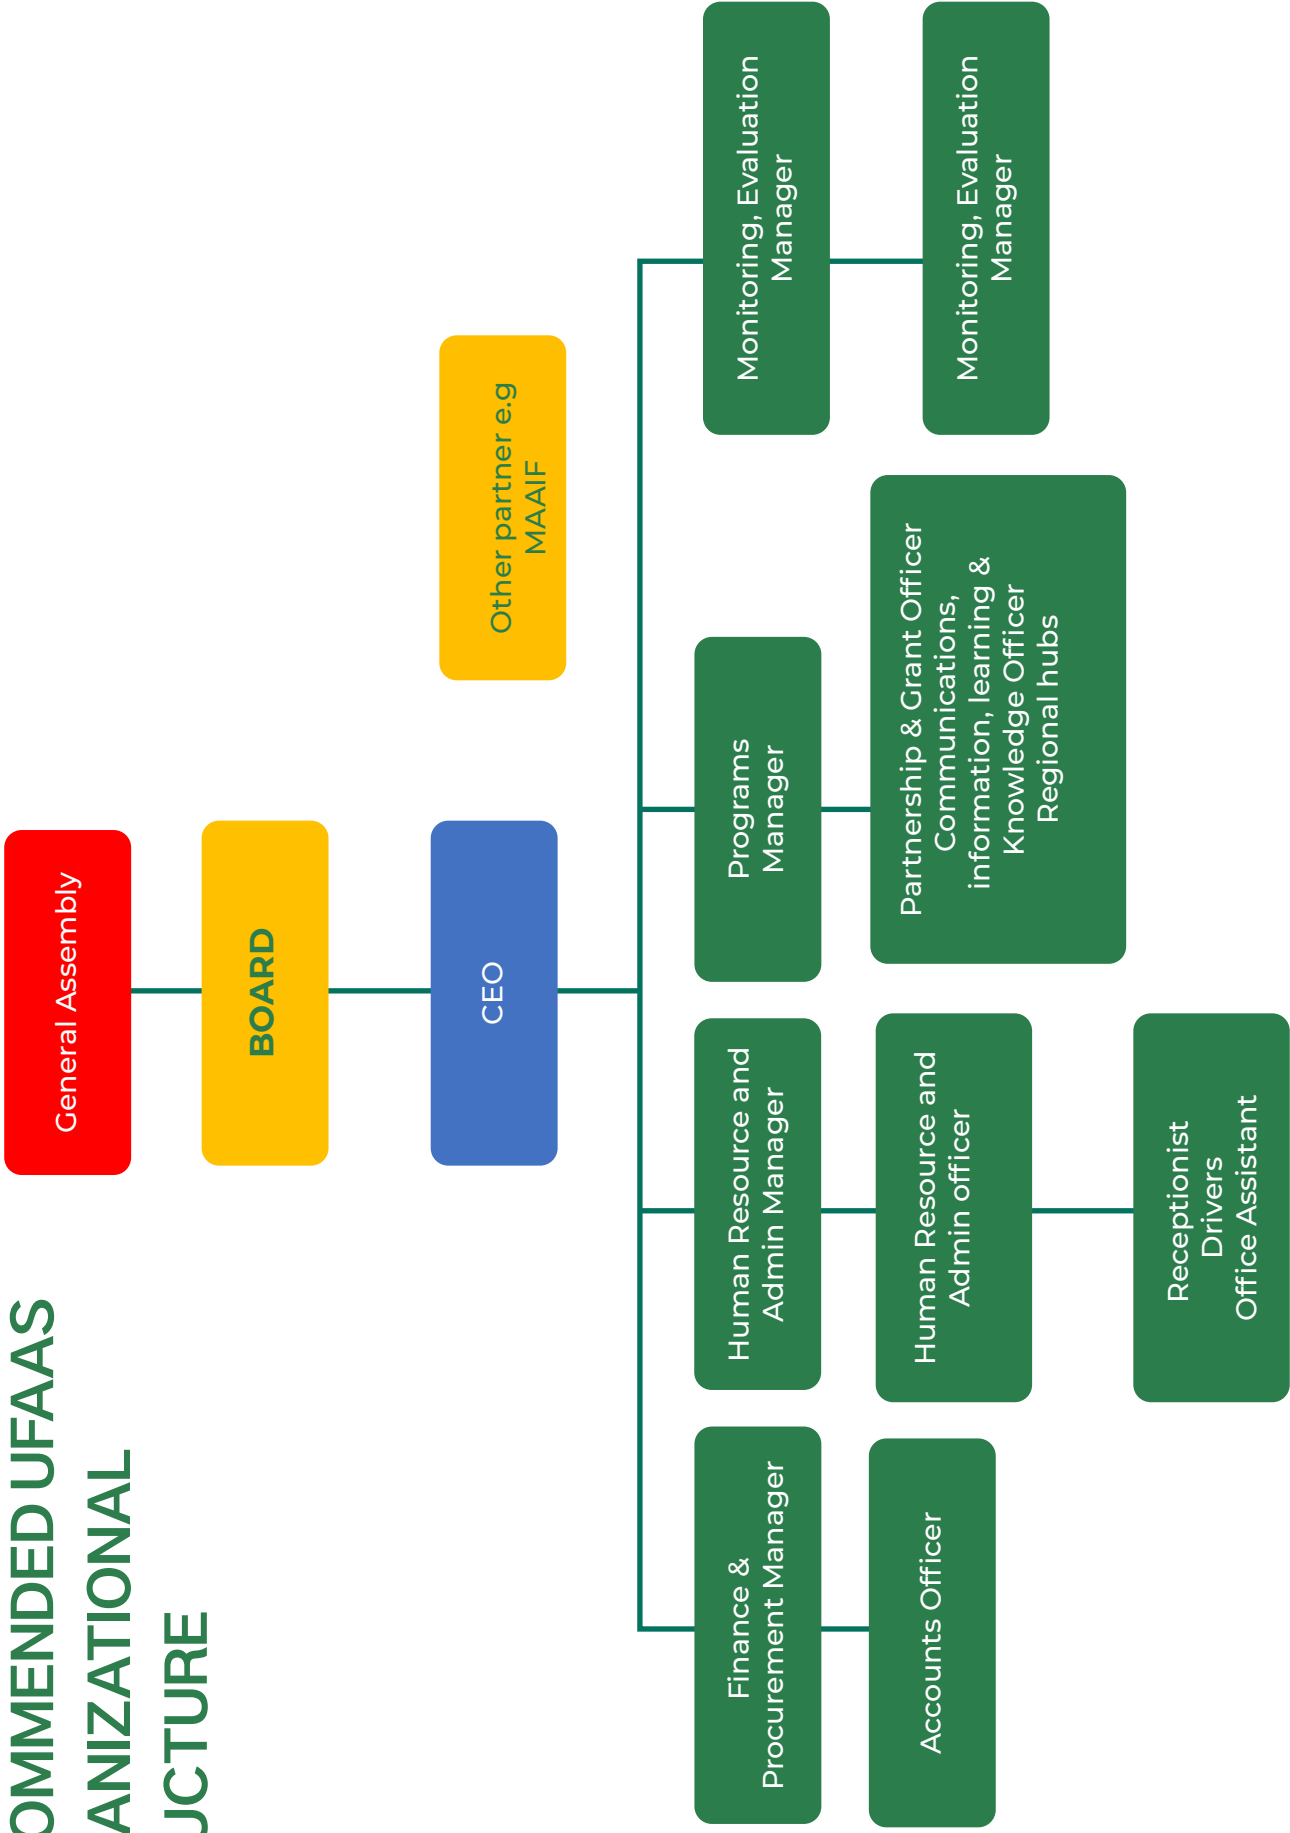 OMMENDED UFAAS
ANIZATIONAL
UCTURE
General Assembly
BOARD
CEO
Other partner e.g
MAAIF
Finance &
Procurement Manager
Human Resource and
Admin Manager
Programs
Manager
Monitoring, Evaluation
Manager
Accounts Officer
Human Resource and
Admin officer
Partnership & Grant Officer
Communications,
information, learning &
Knowledge Officer
Regional hubs
Monitoring, Evaluation
Manager
Receptionist
Drivers
Office Assistant